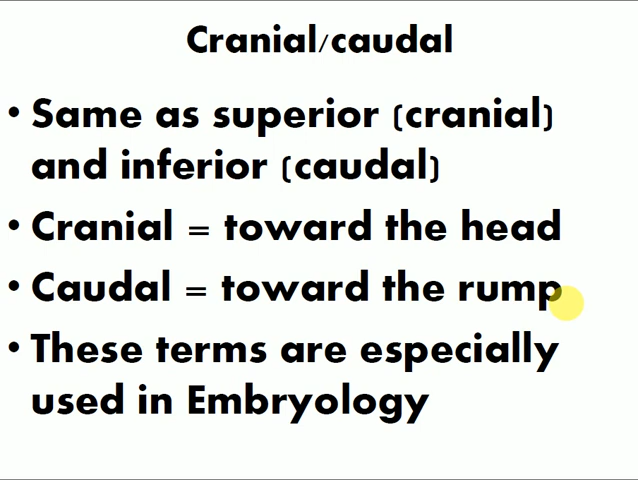 Cranial/caudal
• Same as superior (cranial)
and inferior (caudal)
• Cranial = toward the head
• Caudal = toward the rump
• These terms are especially
used in Embryology